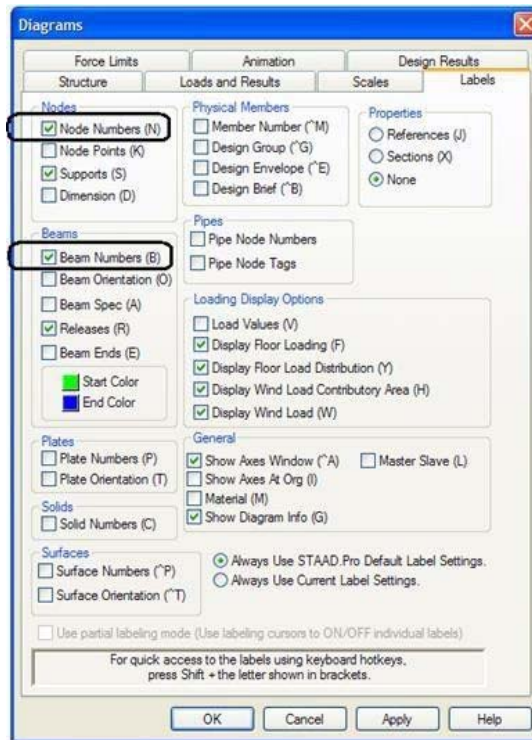 Diagrams
Force Limits
Animation
Design Results
Structure
Loads and Results
Scales
Labels
Nodes
Node Numbers (N)
Node Points (K)
Supports (S)
Dimension (D)
Physical Members
Member Number (^M)
Design Group (^G)
Design Envelope (^E)
Design Brief (^B)
Properties
References (J)
Sections (X)
None
Beams
Beam Numbers (B)
Beam Orientation (O)
Beam Spec (A)
Releases (R)
Beam Ends (E)
Start Color
End Color
Pipes
Pipe Node Numbers
Pipe Node Tags
Loading Display Options
Load Values (V)
Display Floor Loading (F)
Display Floor Load Distribution (Y)
Display Wind Load Contributory Area (H)
Display Wind Load (W)
Plates
Plate Numbers (P)
Plate Orientation (T)
General
Show Axes Window (^A)
Master Slave (L)
Show Axes At Org (I)
Material (M)
Show Diagram Info (G)
Solids
Solid Numbers (C)
Surfaces
Surface Numbers (^P)
Surface Orientation (^T)
Always Use STAAD.Pro Default Label Settings.
Always Use Current Label Settings.
Use partial labeling mode (Use labeling cursors to ON/OFF individual labels)
For quick access to the labels using keyboard hotkeys,
press Shift + the letter shown in brackets.
OK
Cancel
Apply
Help